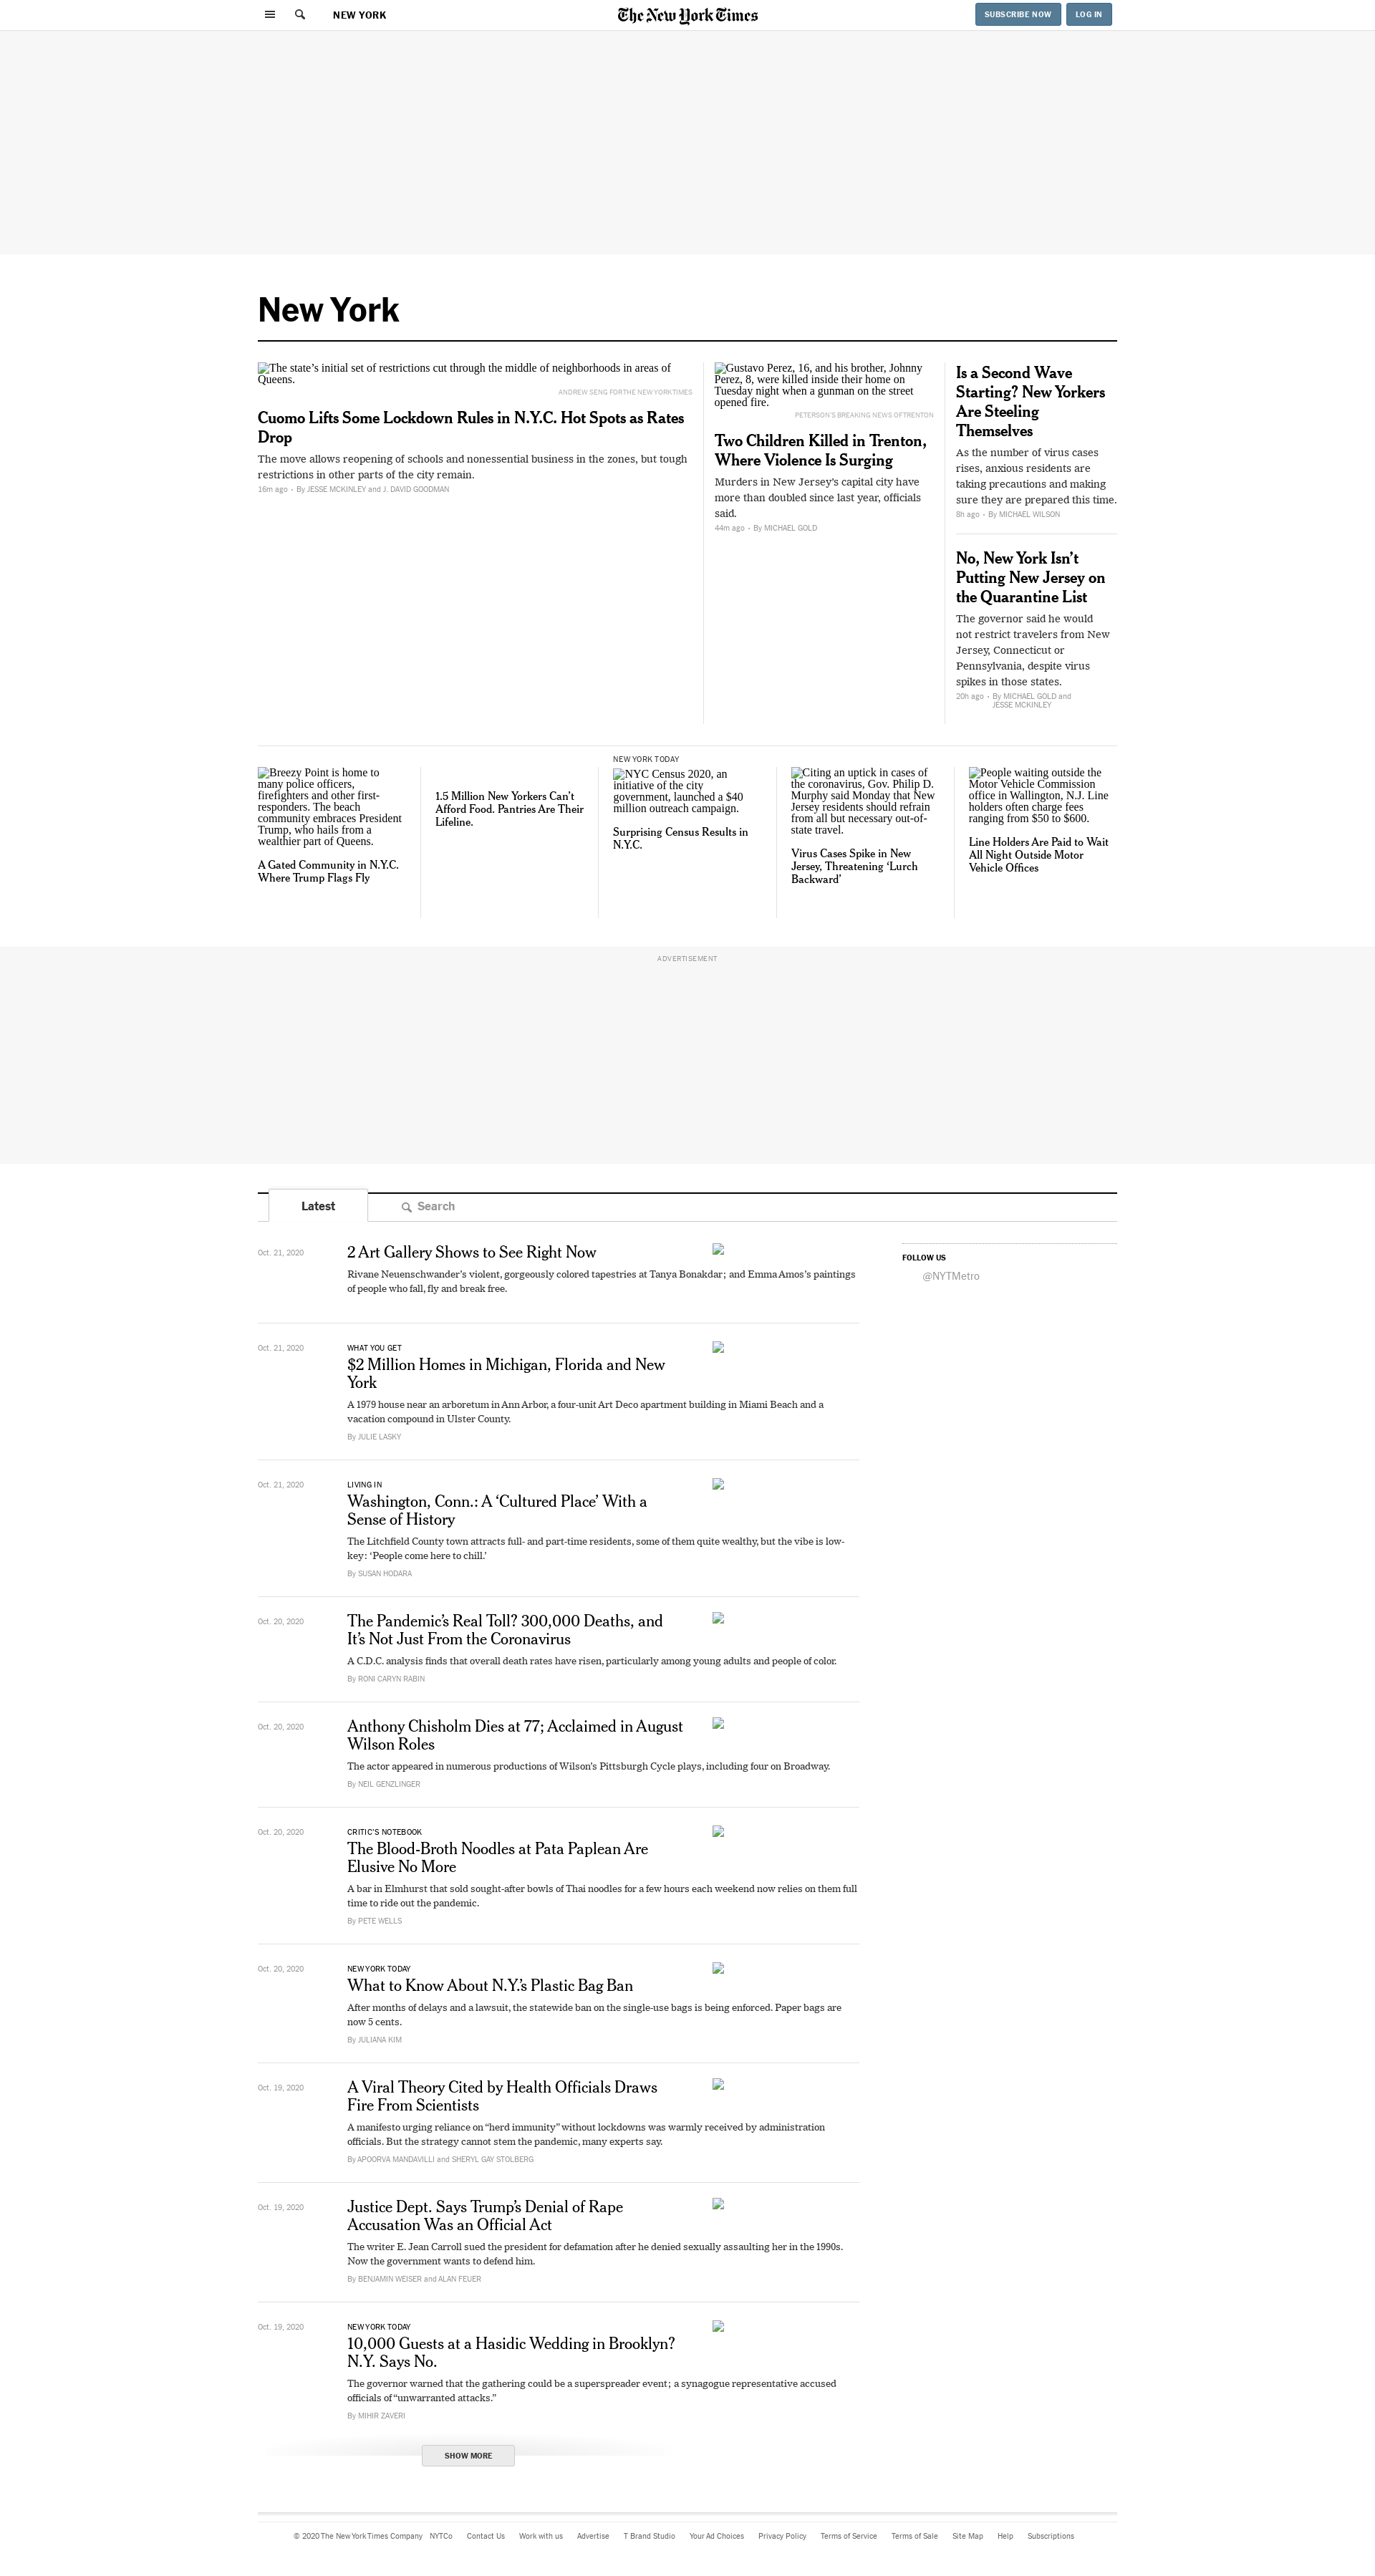 NEW YORK
The New York Times
SUBSCRIBE NOW
LOG IN
New York
The state's initial set of restrictions cut through the middle of neighborhoods in areas of
Queens.
ANDREW SENG FOR THE NEW YORK TIMES
Cuomo Lifts Some Lockdown Rules in N.Y.C. Hot Spots as Rates
Drop
The move allows reopening of schools and nonessential business in the zones, but tough
restrictions in other parts of the city remain.
16m ago • By JESSE MCKINLEY and J. DAVID GOODMAN
Gustavo Perez, 16, and his brother, Johnny
Perez, 8, were killed inside their home on
Tuesday night when a gunman on the street
opened fire.
PETERSON'S BREAKING NEWS OF TRENTON
Two Children Killed in Trenton,
Where Violence Is Surging
Murders in New Jersey's capital city have
more than doubled since last year, officials
said.
44m ago • By MICHAEL GOLD
Is a Second Wave
Starting? New Yorkers
Are Steeling
Themselves
As the number of virus cases
rises, anxious residents are
taking precautions and making
sure they are prepared this time.
8h ago • By MICHAEL WILSON
No, New York Isn't
Putting New Jersey on
the Quarantine List
The governor said he would
not restrict travelers from New
Jersey, Connecticut or
Pennsylvania, despite virus
spikes in those states.
20h ago • By MICHAEL GOLD and
JESSE MCKINLEY
Breezy Point is home to
many police officers,
firefighters and other first-
responders. The beach
community embraces President
Trump, who hails from a
wealthier part of Queens.
A Gated Community in N.Y.C.
Where Trump Flags Fly
1.5 Million New Yorkers Can't
Afford Food. Pantries Are Their
Lifeline.
NEW YORK TODAY
NYC Census 2020, an
initiative of the city
government, launched a $40
million outreach campaign.
Surprising Census Results in
N.Y.C.
Citing an uptick in cases of
the coronavirus, Gov. Philip D.
Murphy said Monday that New
Jersey residents should refrain
from all but necessary out-of-
state travel.
Virus Cases Spike in New
Jersey, Threatening 'Lurch
Backward'
People waiting outside the
Motor Vehicle Commission
office in Wallington, N.J. Line
holders often charge fees
ranging from $50 to $600.
Line Holders Are Paid to Wait
All Night Outside Motor
Vehicle Offices
ADVERTISEMENT
Latest
Search
Oct. 21, 2020
2 Art Gallery Shows to See Right Now
Rivane Neuenschwander's violent, gorgeously colored tapestries at Tanya Bonakdar; and Emma Amos's paintings
of people who fall, fly and break free.
FOLLOW US
@NYTMetro
Oct. 21, 2020
WHAT YOU GET
$2 Million Homes in Michigan, Florida and New
York
A 1979 house near an arboretum in Ann Arbor, a four-unit Art Deco apartment building in Miami Beach and a
vacation compound in Ulster County.
By JULIE LASKY
Oct. 21, 2020
LIVING IN
Washington, Conn.: A 'Cultured Place' With a
Sense of History
The Litchfield County town attracts full- and part-time residents, some of them quite wealthy, but the vibe is low-
key: 'People come here to chill.'
By SUSAN HODARA
Oct. 20, 2020
The Pandemic's Real Toll? 300,000 Deaths, and
It's Not Just From the Coronavirus
A C.D.C. analysis finds that overall death rates have risen, particularly among young adults and people of color.
By RONI CARYN RABIN
Oct. 20, 2020
Anthony Chisholm Dies at 77; Acclaimed in August
Wilson Roles
The actor appeared in numerous productions of Wilson's Pittsburgh Cycle plays, including four on Broadway.
By NEIL GENZLINGER
Oct. 20, 2020
CRITIC'S NOTEBOOK
The Blood-Broth Noodles at Pata Paplean Are
Elusive No More
A bar in Elmhurst that sold sought-after bowls of Thai noodles for a few hours each weekend now relies on them full
time to ride out the pandemic.
By PETE WELLS
Oct. 20, 2020
NEW YORK TODAY
What to Know About N.Y.'s Plastic Bag Ban
After months of delays and a lawsuit, the statewide ban on the single-use bags is being enforced. Paper bags are
now 5 cents.
By JULIANA KIM
Oct. 19, 2020
A Viral Theory Cited by Health Officials Draws
Fire From Scientists
A manifesto urging reliance on "herd immunity" without lockdowns was warmly received by administration
officials. But the strategy cannot stem the pandemic, many experts say.
By APOORVA MANDAVILLI and SHERYL GAY STOLBERG
Oct. 19, 2020
Justice Dept. Says Trump's Denial of Rape
Accusation Was an Official Act
The writer E. Jean Carroll sued the president for defamation after he denied sexually assaulting her in the 1990s.
Now the government wants to defend him.
By BENJAMIN WEISER and ALAN FEUER
Oct. 19, 2020
NEW YORK TODAY
10,000 Guests at a Hasidic Wedding in Brooklyn?
N.Y. Says No.
The governor warned that the gathering could be a superspreader event; a synagogue representative accused
officials of "unwarranted attacks."
By MIHIR ZAVERI
SHOW MORE
© 2020 The New York Times Company NYTCo Contact Us Work with us Advertise T Brand Studio Your Ad Choices Privacy Policy Terms of Service Terms of Sale Site Map Help Subscriptions